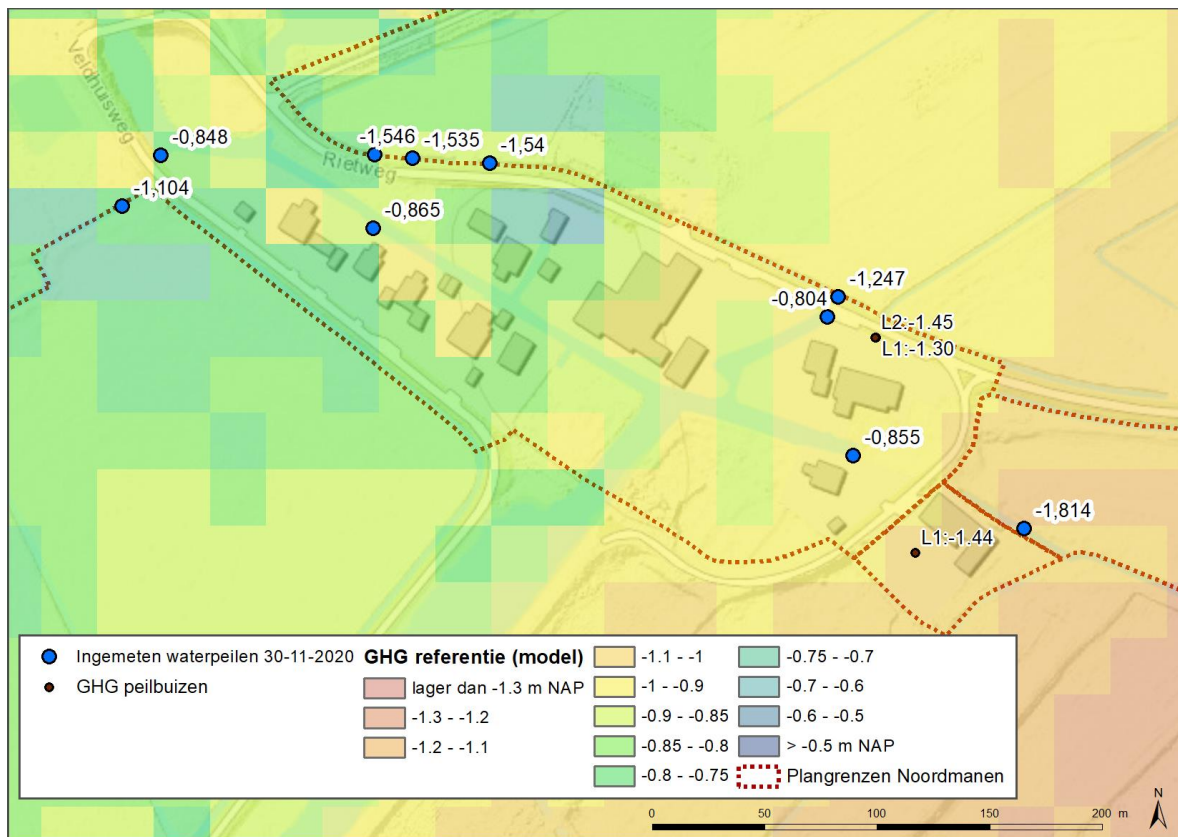 Veldhuisweg
-0,848
-1,546
-1,535
-1,54
Rietweg
-1,104
-0,865
-1,247
-0,804
L2:-1.45
L1:-1.30
-0,855
-1,814
L1:-1.44
Ingemeten waterpeilen 30-11-2020
GHG peilbuizen
GHG referentie (model)
lager dan -1.3 m NAP
-1.3 - -1.2
-1.2 - -1.1
-1.1 - -1
-1 - -0.9
-0.9 - -0.85
-0.85 - -0.8
-0.8 - -0.75
-0.75 - -0.7
-0.7 - -0.6
-0.6 - -0.5
> -0.5 m NAP
Plangrenzen Noordmanen
0 50 100 150 200 m
N